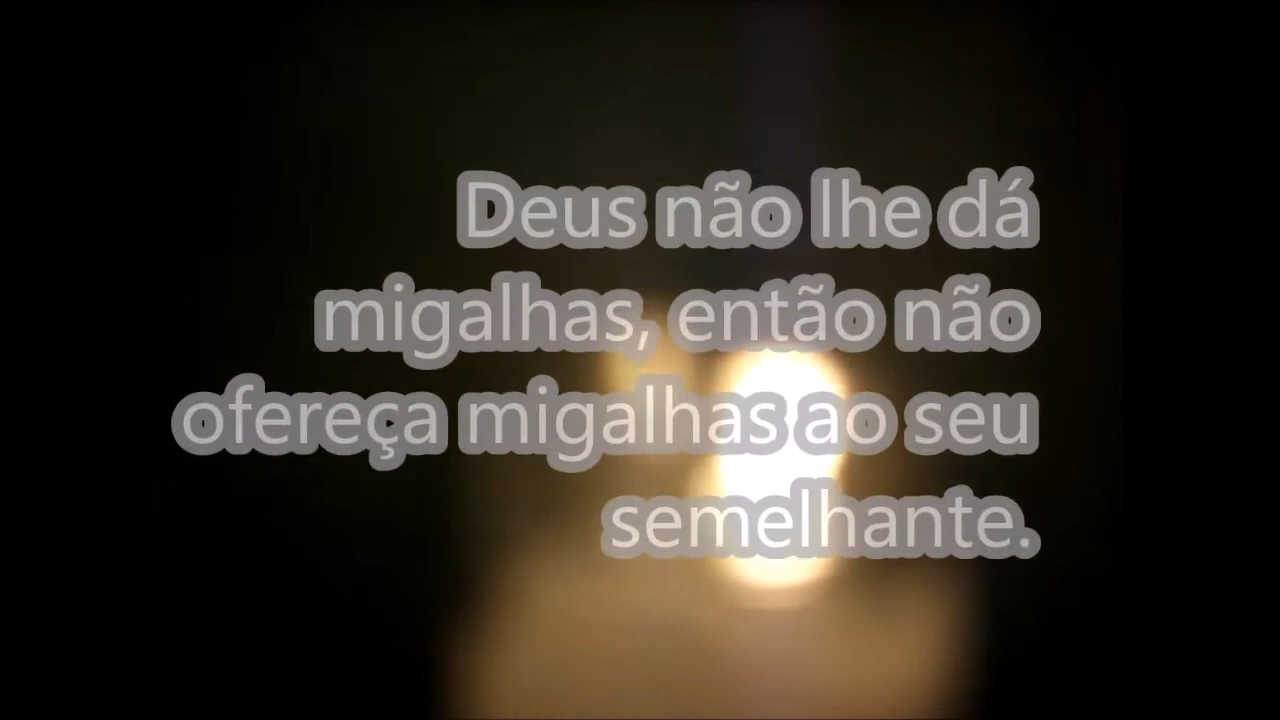 Deus não lhe dá
migalhas, então não
ofereça migalhas ao seu
semelhante.